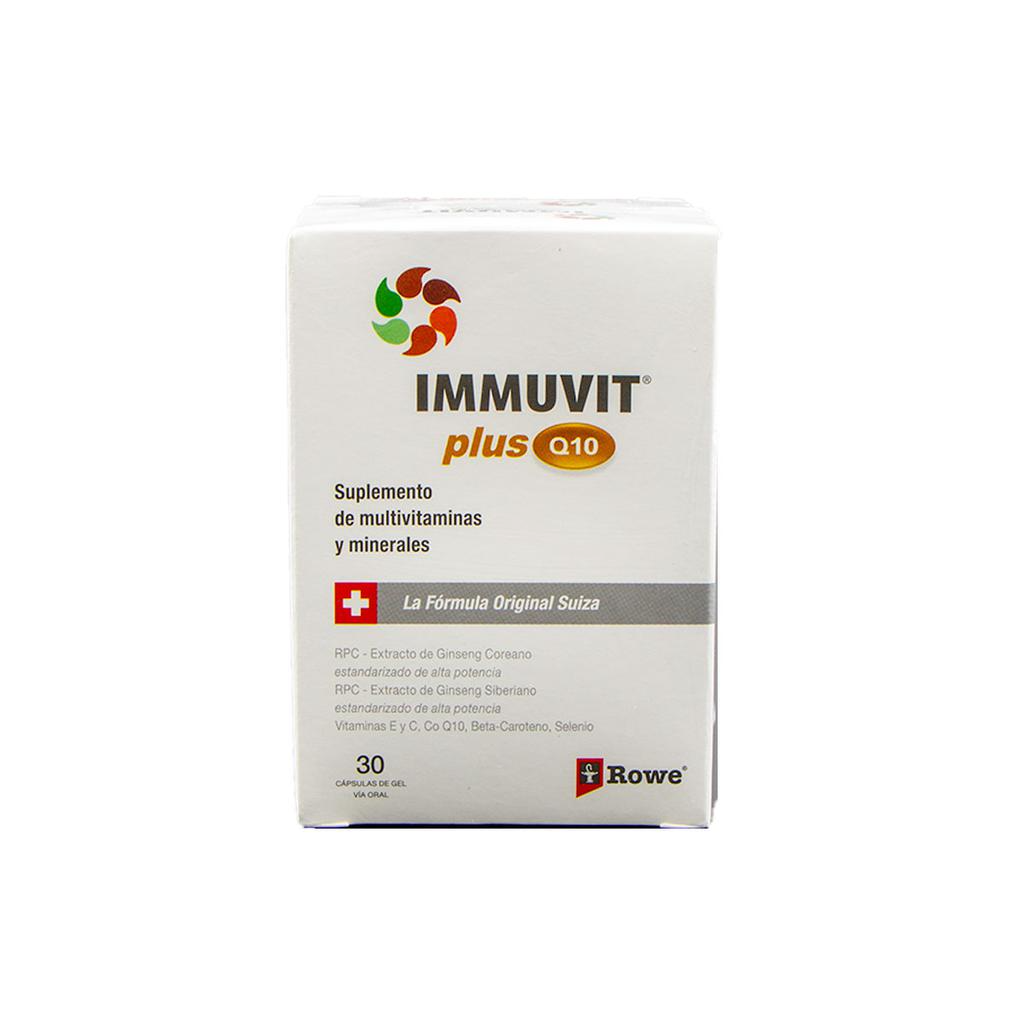 IMMUVIT®
plus Q10
Suplemento
de multivitaminas
y minerales
La Fórmula Original Suiza
RPC - Extracto de Ginseng Coreano
estandarizado de alta potencia
RPC - Extracto de Ginseng Siberiano
estandarizado de alta potencia
Vitaminas E y C, Co Q10, Beta-Caroteno, Selenio
30
CÁPSULAS DE GEL
VÍA ORAL
Rowe®